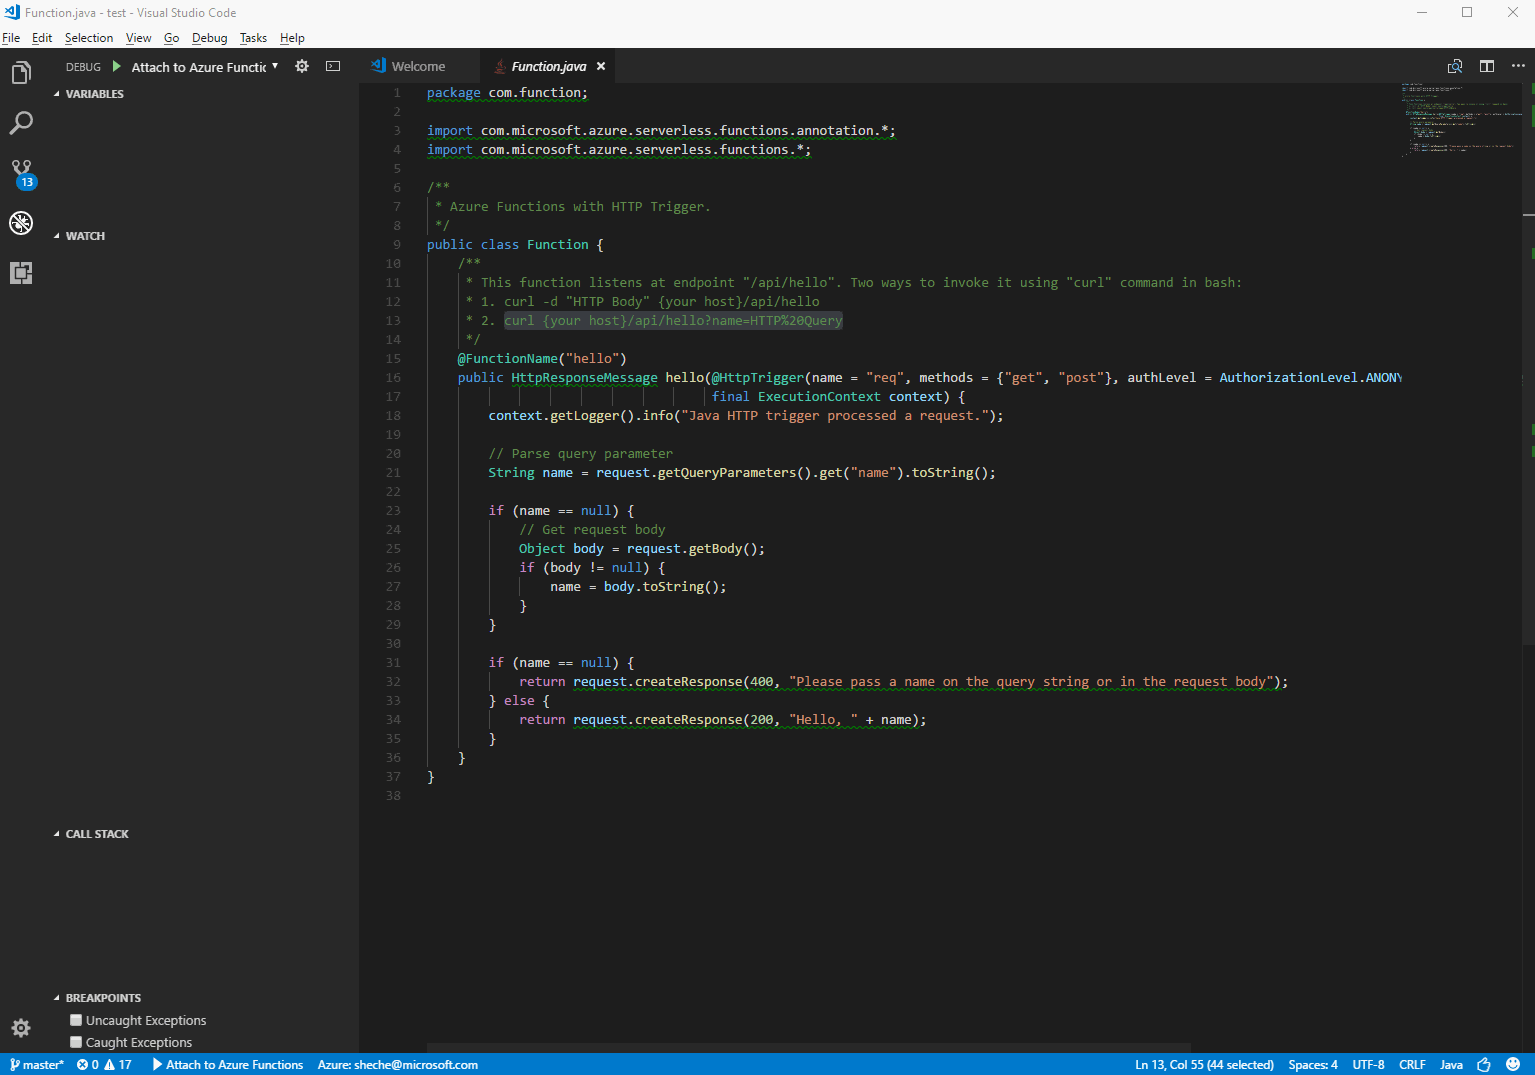 Function.java - test - Visual Studio Code
File Edit Selection View Go Debug Tasks Help
DEBUG Attach to Azure Functic
Welcome
Function.java
VARIABLES
WATCH
CALL STACK
BREAKPOINTS
Uncaught Exceptions
Caught Exceptions
13
1 package com.function;
2
3 import com.microsoft.azure.serverless.functions.annotation.*;
4 import com.microsoft.azure.serverless.functions.*;
5
6 /**
7 * Azure Functions with HTTP Trigger.
8 */
9 public class Function {
10 /**
11 * This function listens at endpoint "/api/hello". Two ways to invoke it using "curl" command in bash:
12 * 1. curl -d "HTTP Body" {your host}/api/hello
13 * 2. curl {your host}/api/hello?name=HTTP%20Query
14 */
15 @FunctionName("hello")
16 public HttpResponseMessage hello(@HttpTrigger(name = "req", methods = {"get", "post"}, authLevel = AuthorizationLevel.ANONY
17 final ExecutionContext context) {
18 context.getLogger().info("Java HTTP trigger processed a request.");
19
20 // Parse query parameter
21 String name = request.getQueryParameters().get("name").toString();
22
23 if (name == null) {
24 // Get request body
25 Object body = request.getBody();
26 if (body != null) {
27 name = body.toString();
28 }
29 }
30
31 if (name == null) {
32 return request.createResponse(400, "Please pass a name on the query string or in the request body");
33 } else {
34 return request.createResponse(200, "Hello, " + name);
35 }
36 }
37 }
38
master* 0 17 Attach to Azure Functions Azure: sheche@microsoft.com Ln 13, Col 55 (44 selected) Spaces: 4 UTF-8 CRLF Java